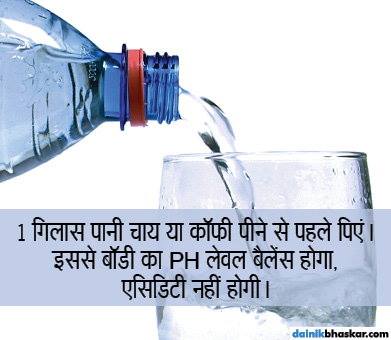 1 गिलास पानी चाय या कॉफी पीने से पहले पिएं।
इससे बॉडी का PH लेवल बैलेंस होगा,
एसिडिटी नहीं होगी।
dainikbhaskar.com